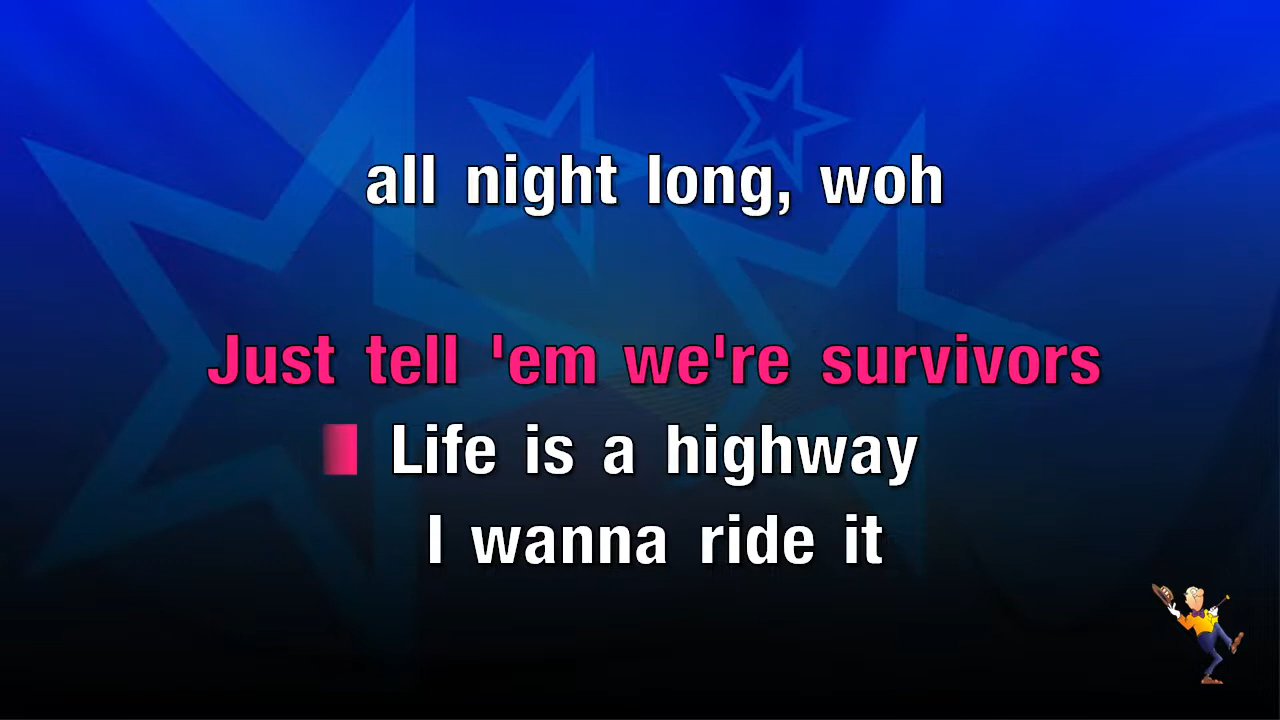 all night long, woh
Just tell 'em we're survivors
Life is a highway
I wanna ride it